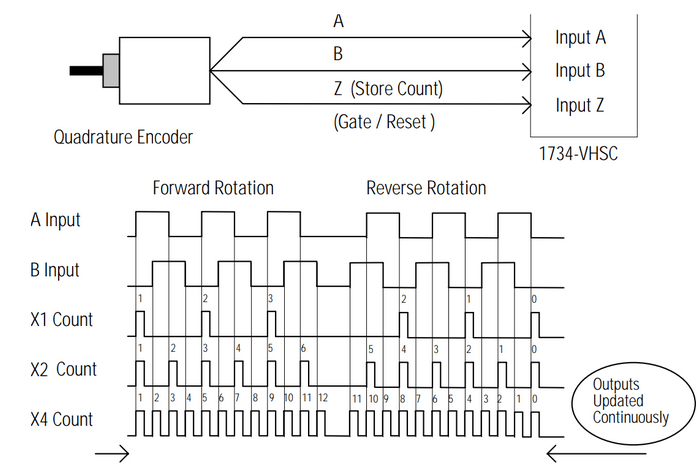 A
B
Z (Store Count)
(Gate / Reset )
Input A
Input B
Input Z
Quadrature Encoder
1734-VHSC
Forward Rotation
Reverse Rotation
A Input
B Input
1 2 3 2 1 0
X1 Count
1 2 3 4 5 6 5 4 3 2 1 0
X2 Count
1 2 3 4 5 6 7 8 9 10 11 12 11 10 9 8 7 6 5 4 3 2 1 0
X4 Count
Outputs
Updated
Continuously